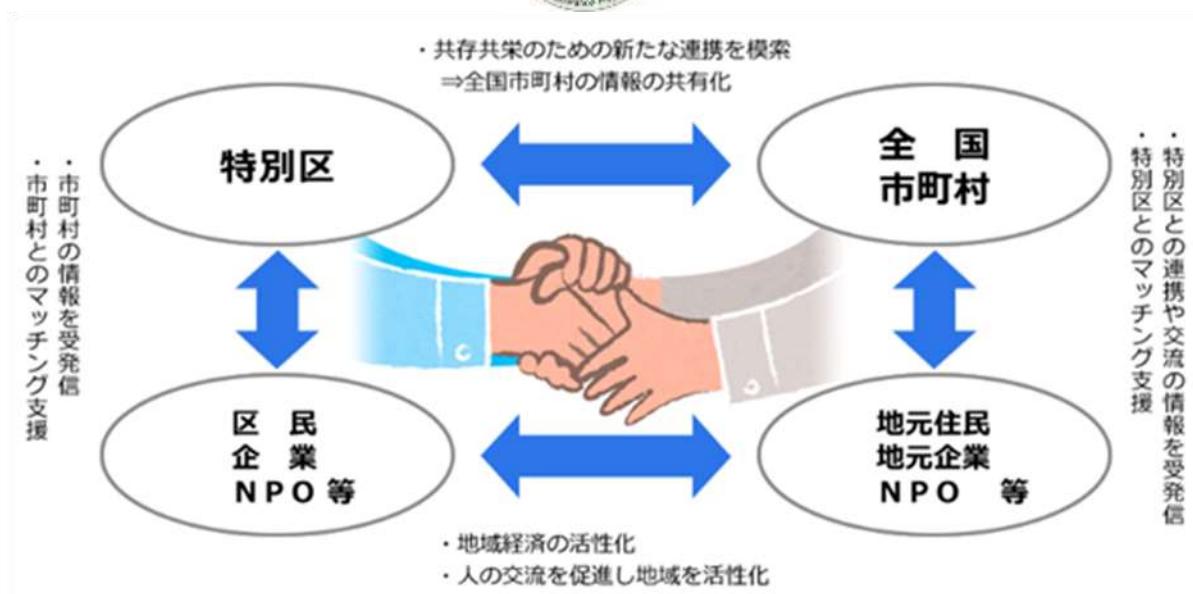 ・共存共栄のための新たな連携を模索
⇒全国市町村の情報の共有化
特別区
全　国
市町村
・市町村の情報を受発信
・市町村とのマッチング支援
・特別区との連携や交流の情報を受発信
・特別区とのマッチング支援
区　民
企　業
ＮＰＯ 等
地元住民
地元企業
ＮＰＯ　等
・地域経済の活性化
・人の交流を促進し地域を活性化